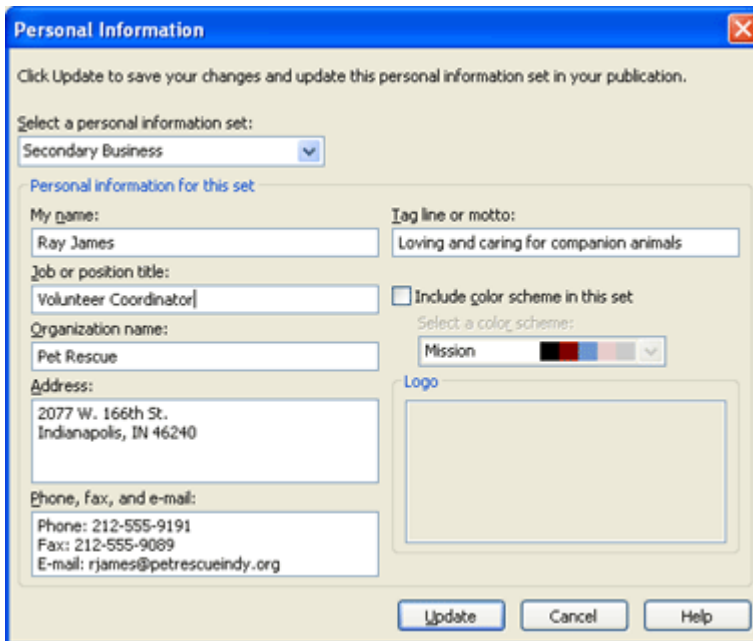 Personal Information
Click Update to save your changes and update this personal information set in your publication.
Select a personal information set:
Secondary Business
Personal information for this set
My name:
Ray James
Job or position title:
Volunteer Coordinator
Organization name:
Pet Rescue
Address:
2077 W. 166th St.
Indianapolis, IN 46240
Phone, fax, and e-mail:
Phone: 212-555-9191
Fax: 212-555-9089
E-mail: rjames@petrescueindy.org
Tag line or motto:
Loving and caring for companion animals
Include color scheme in this set
Select a color scheme:
Mission
Logo
Update
Cancel
Help